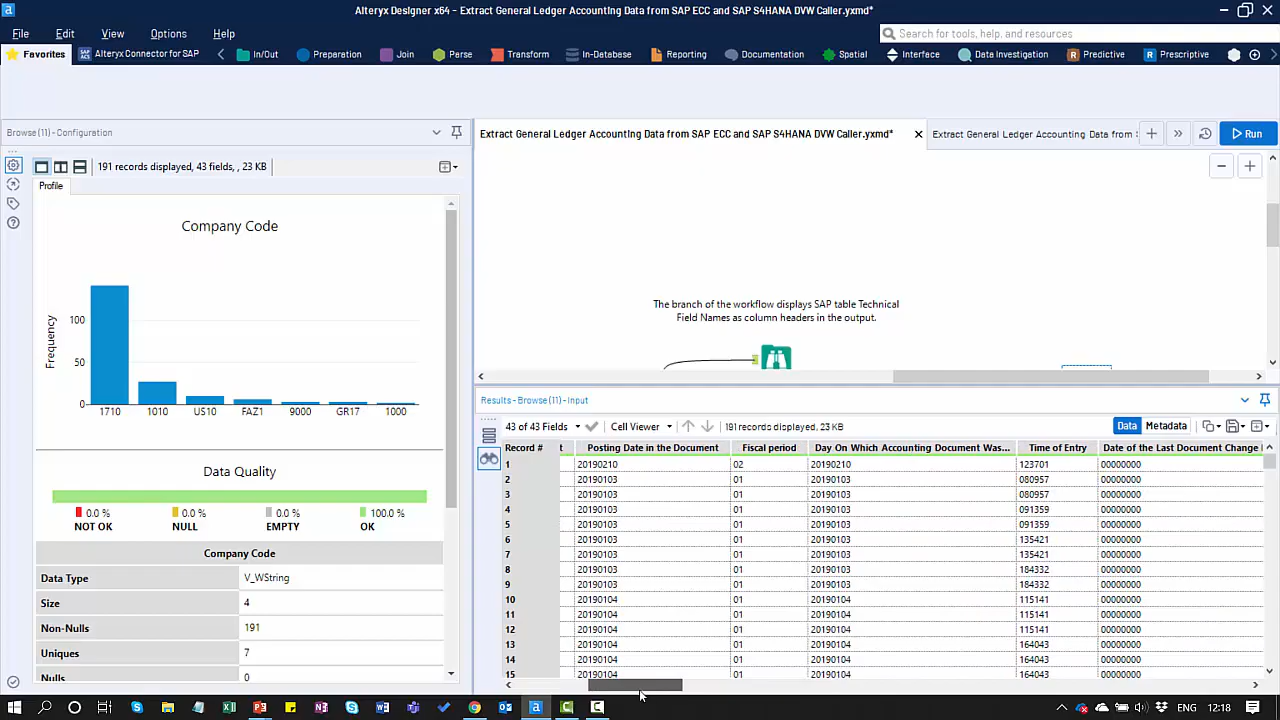 Alteryx Designer x64 - Extract General Ledger Accounting Data from SAP ECC and SAP S4HANA DVW Caller.yxmd*
File Edit View Options Help
Search for tools, help, and resources
Favorites Alteryx Connector for SAP In/Out Preparation Join Parse Transform In-Database Reporting Documentation Spatial Interface Data Investigation Predictive Prescriptive
Browse (11) - Configuration
Extract General Ledger Accounting Data from SAP ECC and SAP S4HANA DVW Caller.yxmd*
Extract General Ledger Accounting Data from
Run
191 records displayed, 43 fields, , 23 KB
Profile
Company Code
Frequency
100
50
0
1710 1010 US10 FAZ1 9000 GR17 1000
Data Quality
0.0 % 0.0 % 0.0 % 100.0 %
NOT OK NULL EMPTY OK
Company Code
Data Type V_WString
Size 4
Non-Nulls 191
Uniques 7
Nulls 0
The branch of the workflow displays SAP table Technical
Field Names as column headers in the output.
Results - Browse (11) - Input
43 of 43 Fields Cell Viewer 191 records displayed, 23 KB Data Metadata
Record # t Posting Date in the Document Fiscal period Day On Which Accounting Document Was... Time of Entry Date of the Last Document Change
1 20190210 02 20190210 123701 00000000
2 20190103 01 20190103 080957 00000000
3 20190103 01 20190103 080957 00000000
4 20190103 01 20190103 091359 00000000
5 20190103 01 20190103 091359 00000000
6 20190103 01 20190103 135421 00000000
7 20190103 01 20190103 135421 00000000
8 20190103 01 20190103 184332 00000000
9 20190103 01 20190103 184332 00000000
10 20190104 01 20190104 115141 00000000
11 20190104 01 20190104 115141 00000000
12 20190104 01 20190104 115141 00000000
13 20190104 01 20190104 164043 00000000
14 20190104 01 20190104 164043 00000000
15 20190104 01 20190104 164043 00000000
ENG 12:18